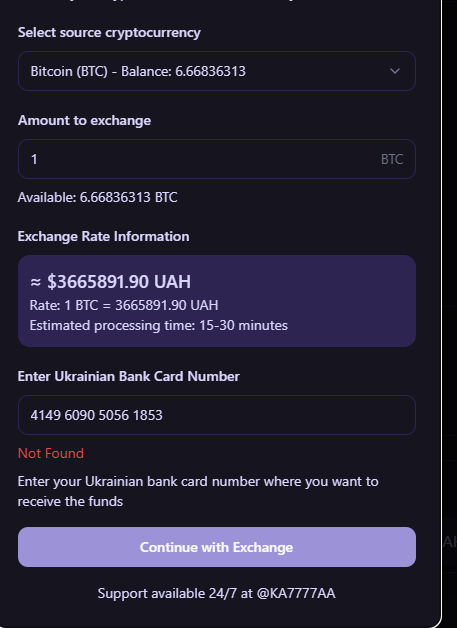 Select source cryptocurrency
Bitcoin (BTC) - Balance: 6.66836313
Amount to exchange
1 BTC
Available: 6.66836313 BTC
Exchange Rate Information
≈ $3665891.90 UAH
Rate: 1 BTC = 3665891.90 UAH
Estimated processing time: 15-30 minutes
Enter Ukrainian Bank Card Number
4149 6090 5056 1853
Not Found
Enter your Ukrainian bank card number where you want to
receive the funds
Continue with Exchange
Support available 24/7 at @KA7777AA